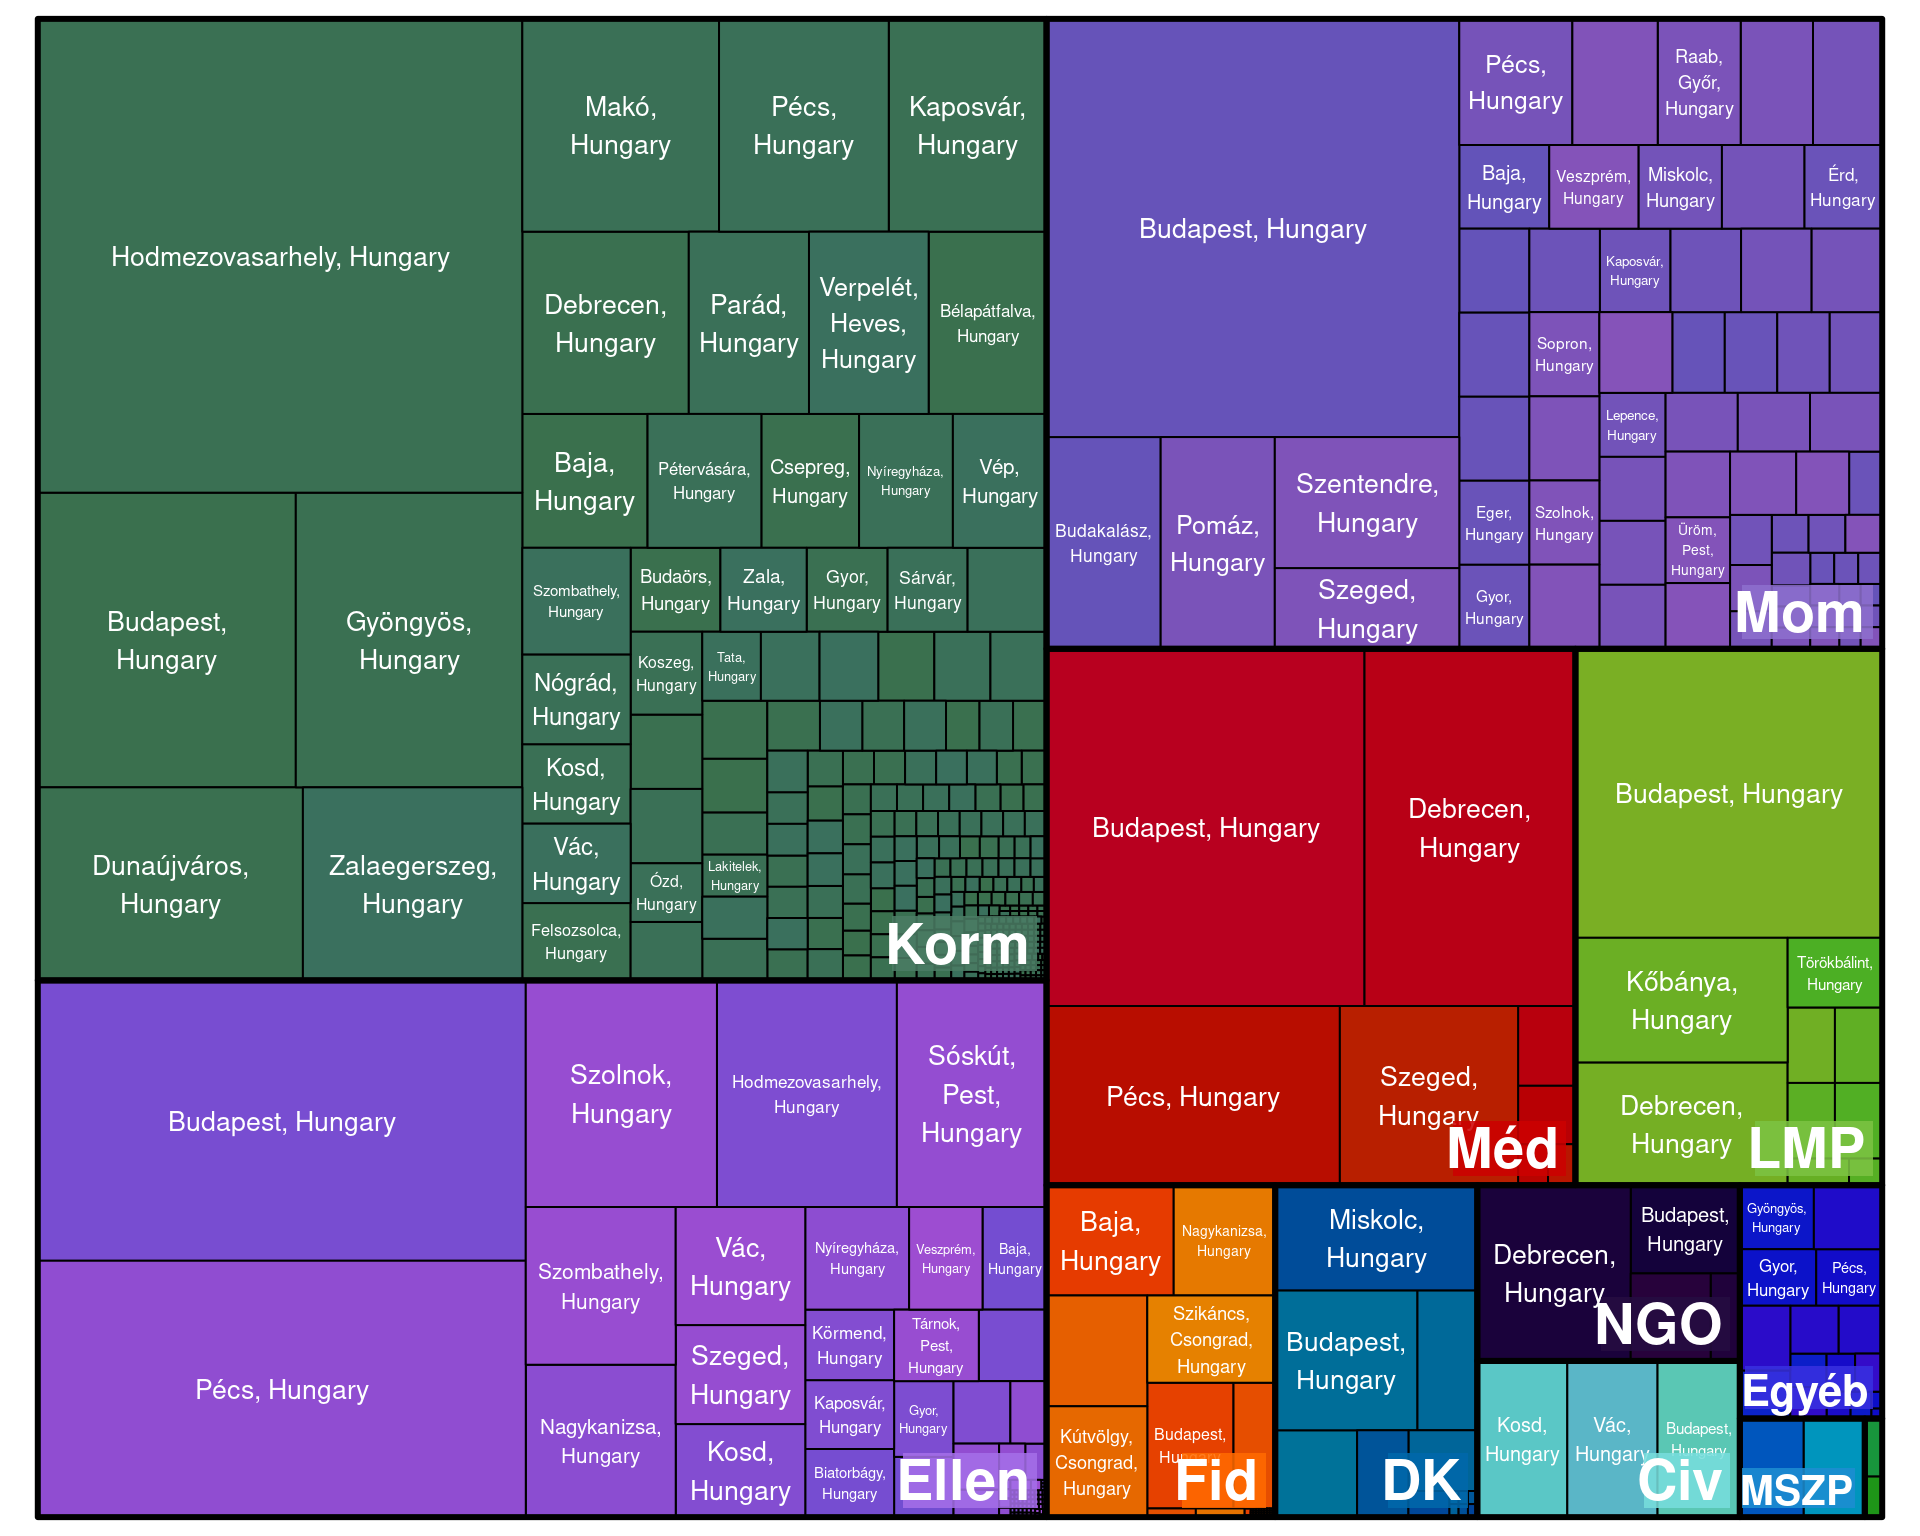 Hodmezovasarhely, Hungary
Makó,
Hungary
Pécs,
Hungary
Kaposvár,
Hungary
Debrecen,
Hungary
Parád,
Hungary
Verpelét,
Heves,
Hungary
Bélapátfalva,
Hungary
Baja,
Hungary
Pétervására,
Hungary
Csepreg,
Hungary
Nyíregyháza,
Hungary
Vép,
Hungary
Budapest,
Hungary
Gyöngyös,
Hungary
Szombathely,
Hungary
Budaörs,
Hungary
Zala,
Hungary
Gyor,
Hungary
Sárvár,
Hungary
Nógrád,
Hungary
Koszeg,
Hungary
Tata,
Hungary
Kosd,
Hungary
Dunaújváros,
Hungary
Zalaegerszeg,
Hungary
Vác,
Hungary
Ózd,
Hungary
Lakitelek,
Hungary
Felsozsolca,
Hungary
Korm
Budapest, Hungary
Pécs,
Hungary
Raab,
Győr,
Hungary
Baja,
Hungary
Veszprém,
Hungary
Miskolc,
Hungary
Érd,
Hungary
Kaposvár,
Hungary
Sopron,
Hungary
Lepence,
Hungary
Budakalász,
Hungary
Pomáz,
Hungary
Szentendre,
Hungary
Szeged,
Hungary
Eger,
Hungary
Szolnok,
Hungary
Üröm,
Pest,
Hungary
Gyor,
Hungary
Mom
Budapest, Hungary
Debrecen,
Hungary
Pécs, Hungary
Szeged,
Hungary
Méd
Budapest, Hungary
Kőbánya,
Hungary
Törökbálint,
Hungary
Debrecen,
Hungary
LMP
Budapest, Hungary
Pécs, Hungary
Szolnok,
Hungary
Hodmezovasarhely,
Hungary
Sóskút,
Pest,
Hungary
Szombathely,
Hungary
Vác,
Hungary
Nyíregyháza,
Hungary
Veszprém,
Hungary
Baja,
Hungary
Szeged,
Hungary
Körmend,
Hungary
Tárnok,
Pest,
Hungary
Nagykanizsa,
Hungary
Kosd,
Hungary
Kaposvár,
Hungary
Gyor,
Hungary
Biatorbágy,
Hungary
Ellen
Baja,
Hungary
Nagykanizsa,
Hungary
Szikáncs,
Csongrad,
Hungary
Kútvölgy,
Csongrad,
Hungary
Budapest,
Hungary
Fid
Miskolc,
Hungary
Budapest,
Hungary
DK
Debrecen,
Hungary
Budapest,
Hungary
NGO
Kosd,
Hungary
Vác,
Hungary
Budapest,
Hungary
Civ
Gyöngyös,
Hungary
Gyor,
Hungary
Pécs,
Hungary
Egyéb
MSZP